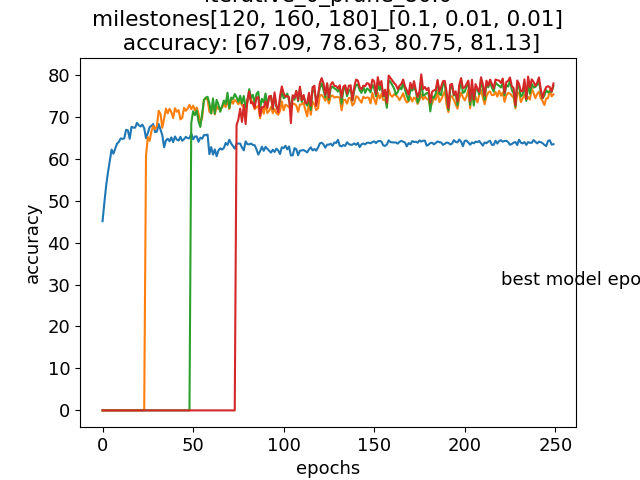 iterative_0_prune_80.0
milestones[120, 160, 180]_[0.1, 0.01, 0.01]
accuracy: [67.09, 78.63, 80.75, 81.13]
80
70
60
50
40
30
20
10
0
accuracy
best model epo
0 50 100 150 200 250
epochs